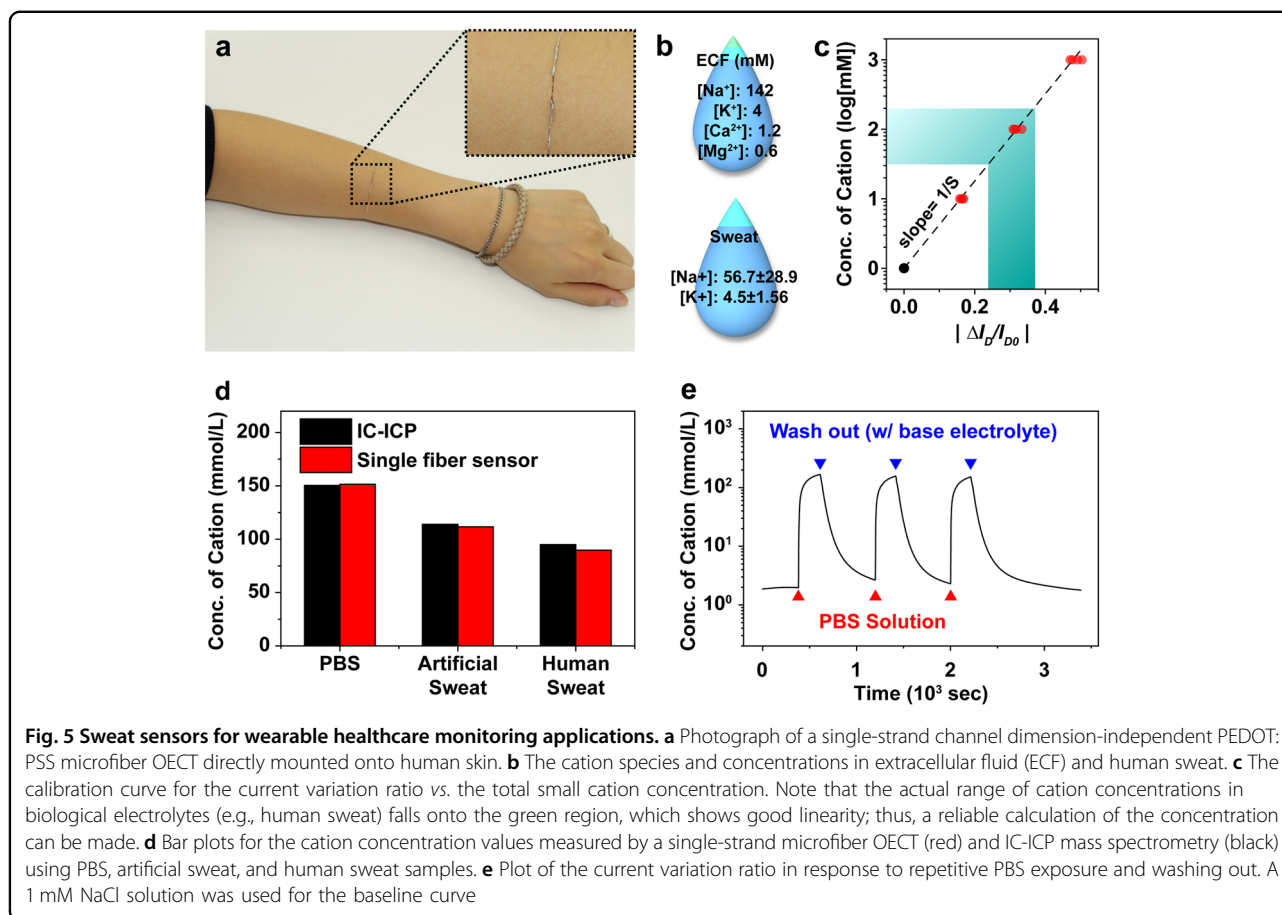 a
b
ECF (mM)
[Na⁺]: 142
[K⁺]: 4
[Ca²⁺]: 1.2
[Mg²⁺]: 0.6
Sweat
[Na+]: 56.7±28.9
[K+]: 4.5±1.56
c
Conc. of Cation (log[mM])
3
2
1
0
slope= 1/S
0.0 0.2 0.4
| ΔI_D/I_D0 |
d
Conc. of Cation (mmol/L)
200
150
100
50
0
IC-ICP
Single fiber sensor
PBS
Artificial Sweat
Human Sweat
e
Conc. of Cation (mmol/L)
10³
10²
10¹
10⁰
Wash out (w/ base electrolyte)
PBS Solution
0 1 2 3
Time (10³ sec)
Fig. 5 Sweat sensors for wearable healthcare monitoring applications. a Photograph of a single-strand channel dimension-independent PEDOT:
PSS microfiber OECT directly mounted onto human skin. b The cation species and concentrations in extracellular fluid (ECF) and human sweat. c The
calibration curve for the current variation ratio vs. the total small cation concentration. Note that the actual range of cation concentrations in
biological electrolytes (e.g., human sweat) falls onto the green region, which shows good linearity; thus, a reliable calculation of the concentration
can be made. d Bar plots for the cation concentration values measured by a single-strand microfiber OECT (red) and IC-ICP mass spectrometry (black)
using PBS, artificial sweat, and human sweat samples. e Plot of the current variation ratio in response to repetitive PBS exposure and washing out. A
1 mM NaCl solution was used for the baseline curve